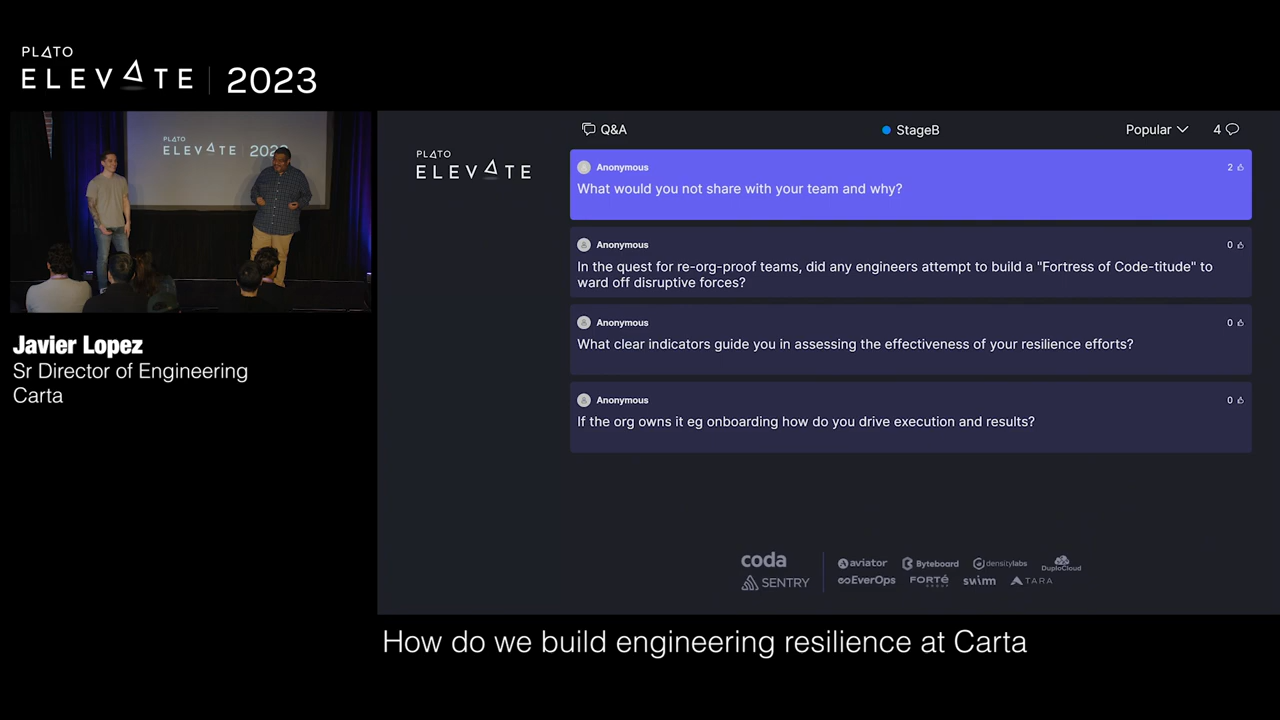 PLATO
ELEVATE | 2023
PLATO
ELEVATE | 2023
Javier Lopez
Sr Director of Engineering
Carta
PLATO
ELEVATE
Q&A
StageB
Popular
4
Anonymous
2
What would you not share with your team and why?
Anonymous
0
In the quest for re-org-proof teams, did any engineers attempt to build a "Fortress of Code-titude" to
ward off disruptive forces?
Anonymous
0
What clear indicators guide you in assessing the effectiveness of your resilience efforts?
Anonymous
0
If the org owns it eg onboarding how do you drive execution and results?
coda
SENTRY
aviator
Byteboard
densitylabs
DuploCloud
EverOps
FORTÉ
GROUP
swimm
TARA
How do we build engineering resilience at Carta